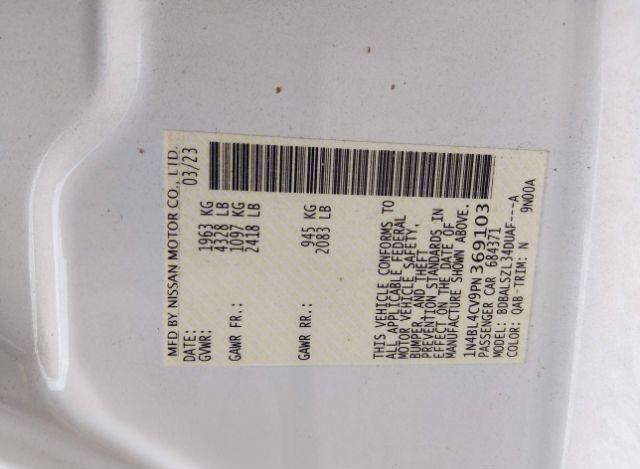 MFD BY NISSAN MOTOR CO., LTD.
DATE: 03/23
GVWR: 1963 KG
4328 LB
GAWR FR.: 1097 KG
2418 LB
GAWR RR.: 945 KG
2083 LB
THIS VEHICLE CONFORMS TO
ALL APPLICABLE FEDERAL
MOTOR VEHICLE SAFETY,
BUMPER, AND THEFT
PREVENTION STANDARDS IN
EFFECT ON THE DATE OF
MANUFACTURE SHOWN ABOVE.
1N4BL4CV9PN369103
PASSENGER CAR 684371
MODEL: BDBALSZL34DUAF----A
COLOR: QAB TRIM: N 9N00A